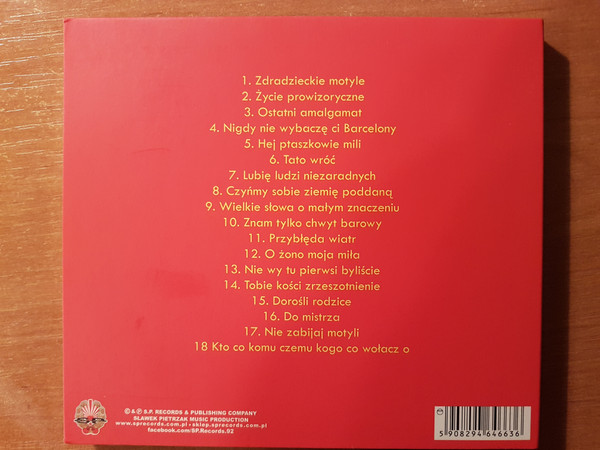 1. Zdradzieckie motyle
2. Życie prowizoryczne
3. Ostatni amalgamat
4. Nigdy nie wybaczę ci Barcelony
5. Hej ptaszkowie mili
6. Tato wróć
7. Lubię ludzi niezaradnych
8. Czyńmy sobie ziemię poddaną
9. Wielkie słowa o małym znaczeniu
10. Znam tylko chwyt barowy
11. Przybłęda wiatr
12. O żono moja miła
13. Nie wy tu pierwsi byliście
14. Tobie kości zrzeszotnienie
15. Dorośli rodzice
16. Do mistrza
17. Nie zabijaj motyli
18 Kto co komu czemu kogo co wołacz o
© & ℗ S.P. RECORDS & PUBLISHING COMPANY
SŁAWEK PIETRZAK MUSIC PRODUCTION
www.sprecords.com.pl • sklep.sprecords.com.pl
facebook.com/SP.Records.92
5 908294 646636